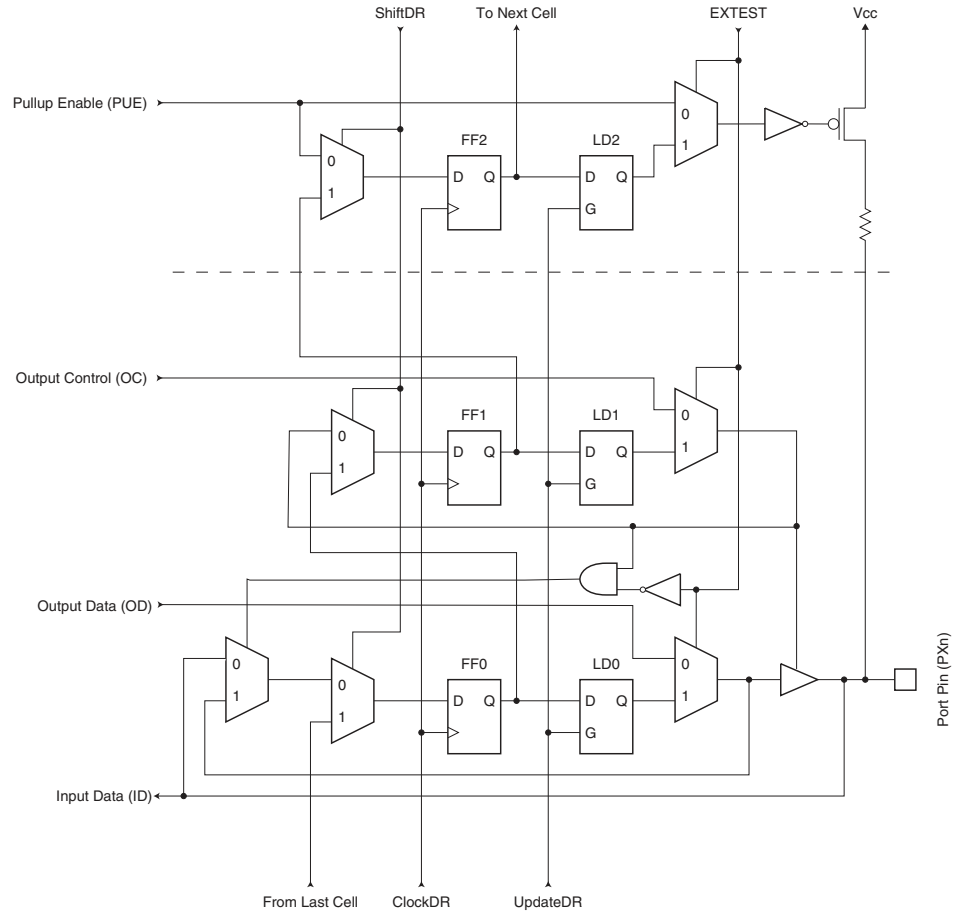 ShiftDR
To Next Cell
EXTEST
Vcc
Pullup Enable (PUE)
0
1
FF2
D Q
LD2
D Q
G
0
1
Output Control (OC)
0
1
FF1
D Q
LD1
D Q
G
0
1
Output Data (OD)
0
1
0
1
FF0
D Q
LD0
D Q
G
0
1
Port Pin (PXn)
Input Data (ID)
From Last Cell
ClockDR
UpdateDR